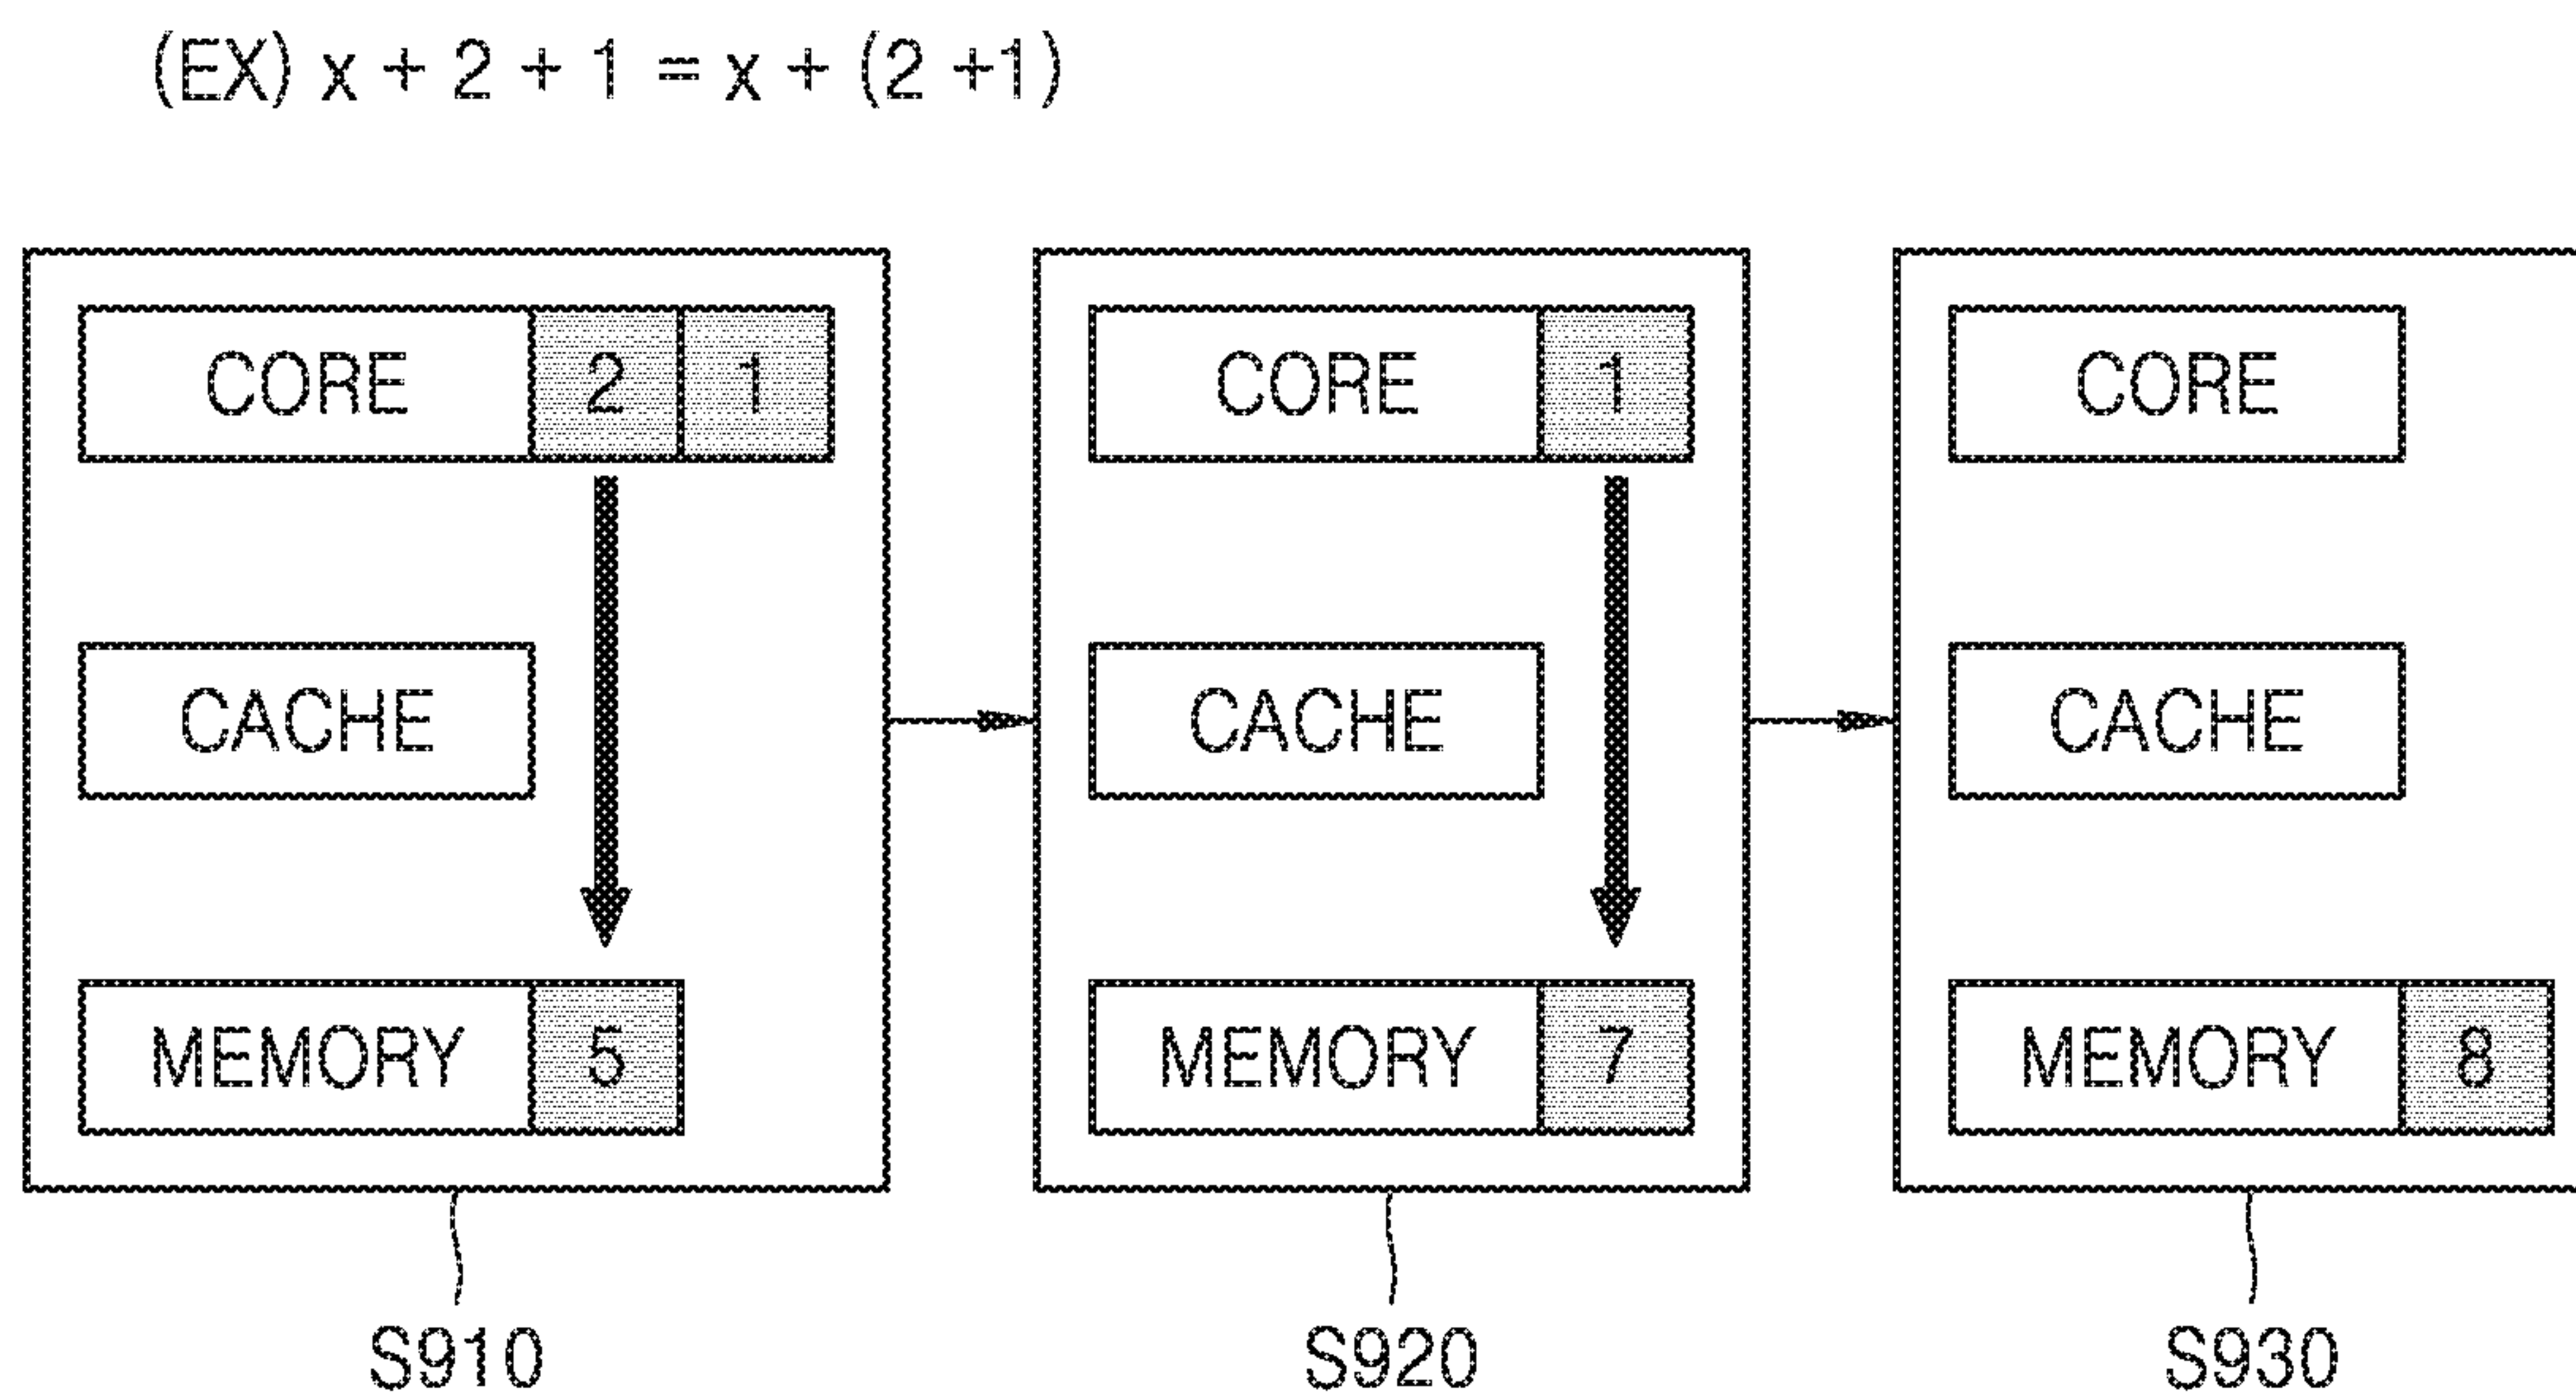 (EX) x + 2 + 1 = x + (2 +1)
CORE 2 1
CACHE
MEMORY 5
S910
CORE 1
CACHE
MEMORY 7
S920
CORE
CACHE
MEMORY 8
S930